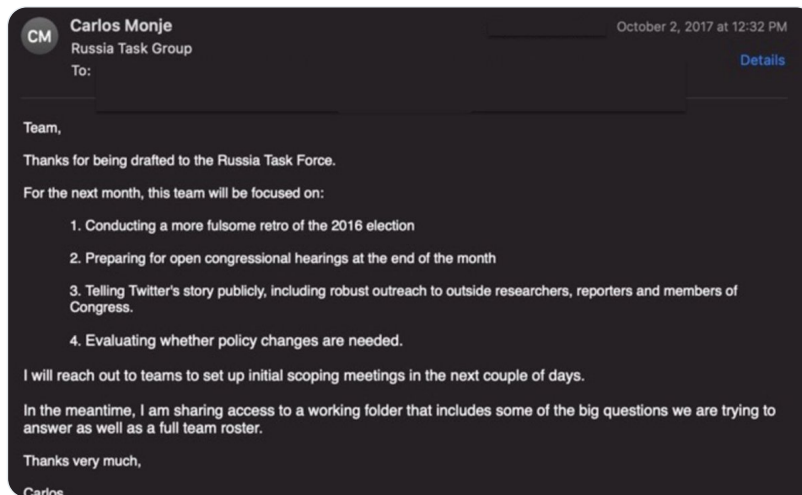 CM
Carlos Monje
October 2, 2017 at 12:32 PM
Russia Task Group
Details
To:
Team,
Thanks for being drafted to the Russia Task Force.
For the next month, this team will be focused on:
1. Conducting a more fulsome retro of the 2016 election
2. Preparing for open congressional hearings at the end of the month
3. Telling Twitter's story publicly, including robust outreach to outside researchers, reporters and members of
Congress.
4. Evaluating whether policy changes are needed.
I will reach out to teams to set up initial scoping meetings in the next couple of days.
In the meantime, I am sharing access to a working folder that includes some of the big questions we are trying to
answer as well as a full team roster.
Thanks very much,
Carlos